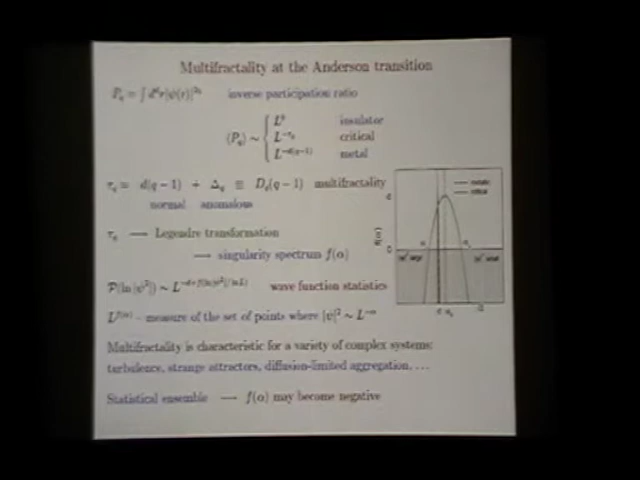 Multifractality at the Anderson transition
P_q = ∫ d^d r|ψ(r)|^{2q} inverse participation ratio
⟨P_q⟩ ~ { L^0 insulator
L^{-τ_q} critical
L^{-d(q-1)} metal
τ_q = d(q − 1) + Δ_q ≡ D_q(q − 1) multifractality
normal anomalous
τ_q ⟶ Legendre transformation
⟶ singularity spectrum f(α)
P(ln|ψ²|) ~ L^{-d+f(ln|ψ²|/ln L)} wave function statistics
L^{f(α)} - measure of the set of points where |ψ|² ~ L^{-α}
Multifractality is characteristic for a variety of complex systems:
turbulence, strange attractors, diffusion-limited aggregation, . . .
Statistical ensemble ⟶ f(α) may become negative
f(α)
d
0
metallic
critical